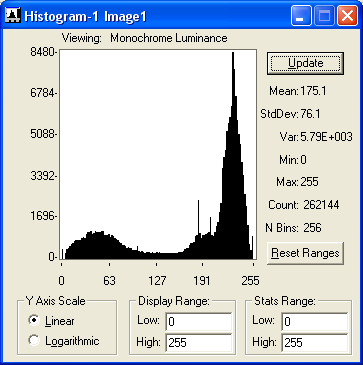 Histogram-1 Image1
Viewing: Monochrome Luminance
8480
6784
5088
3392
1696
0
0 63 127 191 255
Update
Mean: 175.1
StdDev: 76.1
Var: 5.79E+003
Min: 0
Max: 255
Count: 262144
N Bins: 256
Reset Ranges
Y Axis Scale
Linear
Logarithmic
Display Range:
Low: 0
High: 255
Stats Range:
Low: 0
High: 255